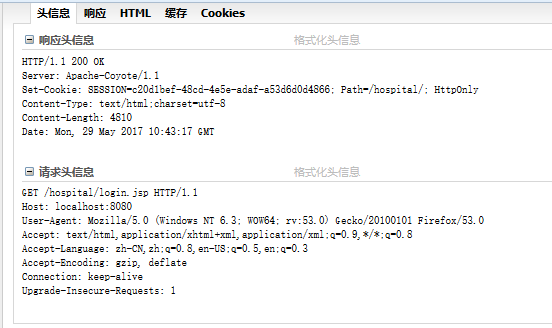 头信息 响应 HTML 缓存 Cookies
响应头信息 格式化头信息
HTTP/1.1 200 OK
Server: Apache-Coyote/1.1
Set-Cookie: SESSION=c20d1bef-48cd-4e5e-adaf-a53d6d0d4866; Path=/hospital/; HttpOnly
Content-Type: text/html;charset=utf-8
Content-Length: 4810
Date: Mon, 29 May 2017 10:43:17 GMT
请求头信息 格式化头信息
GET /hospital/login.jsp HTTP/1.1
Host: localhost:8080
User-Agent: Mozilla/5.0 (Windows NT 6.3; WOW64; rv:53.0) Gecko/20100101 Firefox/53.0
Accept: text/html,application/xhtml+xml,application/xml;q=0.9,*/*;q=0.8
Accept-Language: zh-CN,zh;q=0.8,en-US;q=0.5,en;q=0.3
Accept-Encoding: gzip, deflate
Connection: keep-alive
Upgrade-Insecure-Requests: 1